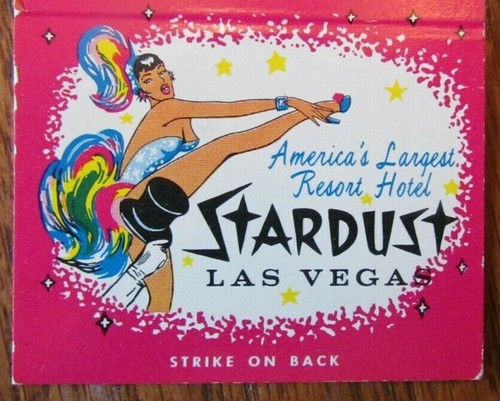 America's Largest
Resort Hotel
STARDUST
LAS VEGAS
STRIKE ON BACK